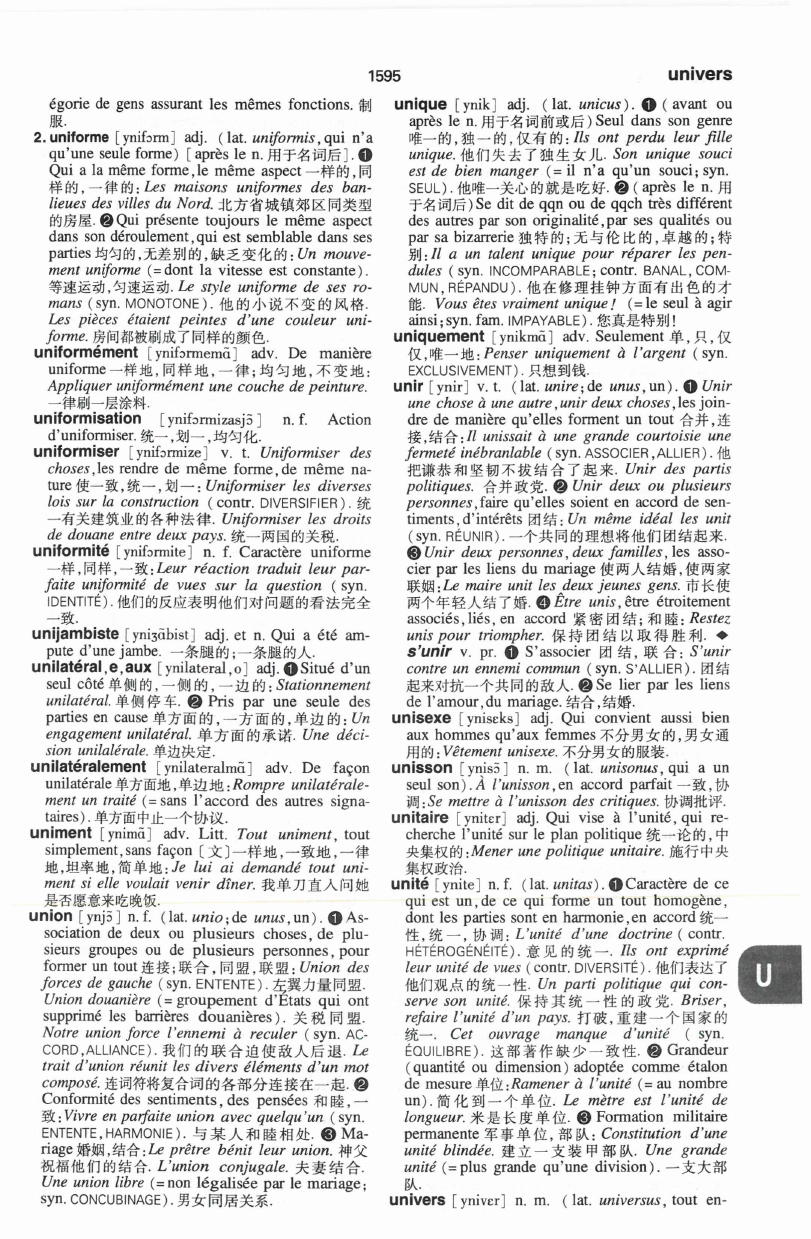 1595
univers
égorie de gens assurant les mêmes fonctions. 制
服.
2. uniforme [ynifɔrm] adj. (lat. uniformis, qui n'a
qu'une seule forme) [après le n. 用于名词后]. ❶
Qui a la même forme, le même aspect 一样的,同
样的,一律的: Les maisons uniformes des ban-
lieues des villes du Nord. 北方省城镇郊区同类型
的房屋. ❷ Qui présente toujours le même aspect
dans son déroulement, qui est semblable dans ses
parties 均匀的,无差别的,缺乏变化的: Un mouve-
ment uniforme (= dont la vitesse est constante).
等速运动,匀速运动. Le style uniforme de ses ro-
mans (syn. MONOTONE). 他的小说不变的风格.
Les pièces étaient peintes d'une couleur uni-
forme. 房间都被刷成了同样的颜色.
uniformément [ynifɔrmemɑ̃] adv. De manière
uniforme 一样地,同样地,一律;均匀地,不变地:
Appliquer uniformément une couche de peinture.
一律刷一层涂料.
uniformisation [ynifɔrmizasjɔ̃] n. f. Action
d'uniformiser. 统一,划一,均匀化.
uniformiser [ynifɔrmize] v. t. Uniformiser des
choses, les rendre de même forme, de même na-
ture 使一致,统一,划一: Uniformiser les diverses
lois sur la construction (contr. DIVERSIFIER). 统
一有关建筑业的各种法律. Uniformiser les droits
de douane entre deux pays. 统一两国的关税.
uniformité [ynifɔrmite] n. f. Caractère uniforme
一样,同样,一致: Leur réaction traduit leur par-
faite uniformité de vues sur la question (syn.
IDENTITÉ). 他们的反应表明他们对问题的看法完全
一致.
unijambiste [yniʒɑ̃bist] adj. et n. Qui a été am-
puté d'une jambe. 一条腿的;一条腿的人.
unilatéral,e,aux [ynilateral,o] adj. ❶ Situé d'un
seul côté 单侧的,一侧的,一边的: Stationnement
unilatéral. 单侧停车. ❷ Pris par une seule des
parties en cause 单方面的,一方面的,单边的: Un
engagement unilatéral. 单方面的承诺. Une déci-
sion unilalérale. 单边决定.
unilatéralement [ynilateralmɑ̃] adv. De façon
unilatérale 单方面地,单边地: Rompre unilatérale-
ment un traité (= sans l'accord des autres signa-
taires). 单方面中止一个协议.
uniment [ynimɑ̃] adv. Litt. Tout uniment, tout
simplement, sans façon [文]一样地,一致地,一律
地,坦率地,简单地: Je lui ai demandé tout uni-
ment si elle voulait venir dîner. 我单刀直入问她
是否愿意来吃晚饭.
union [ynjɔ̃] n. f. (lat. unio; de unus, un). ❶ As-
sociation de deux ou plusieurs choses, de plu-
sieurs groupes ou de plusieurs personnes, pour
former un tout 连接;联合,同盟,联盟: Union des
forces de gauche (syn. ENTENTE). 左翼力量同盟.
Union douanière (= groupement d'États qui ont
supprimé les barrières douanières). 关税同盟.
Notre union force l'ennemi à reculer (syn. AC-
CORD, ALLIANCE). 我们的联合迫使敌人后退. Le
trait d'union réunit les divers éléments d'un mot
composé. 连词符将复合词的各部分连接在一起. ❷
Conformité des sentiments, des pensées 和睦,一
致: Vivre en parfaite union avec quelqu'un (syn.
ENTENTE, HARMONIE). 与某人和睦相处. ❸ Ma-
riage 婚姻,结合: Le prêtre bénit leur union. 神父
祝福他们的结合. L'union conjugale. 夫妻结合.
Une union libre (= non légalisée par le mariage;
syn. CONCUBINAGE). 男女同居关系.
unique [ynik] adj. (lat. unicus). ❶ (avant ou
après le n. 用于名词前或后) Seul dans son genre
唯一的,独一的,仅有的: Ils ont perdu leur fille
unique. 他们失去了独生女儿. Son unique souci
est de bien manger (= il n'a qu'un souci; syn.
SEUL). 他唯一关心的就是吃好. ❷ (après le n. 用
于名词后) Se dit de qqn ou de qqch très différent
des autres par son originalité, par ses qualités ou
par sa bizarrerie 独特的;无与伦比的,卓越的;特
别: Il a un talent unique pour réparer les pen-
dules (syn. INCOMPARABLE; contr. BANAL, COM-
MUN, RÉPANDU). 他在修理挂钟方面有出色的才
能. Vous êtes vraiment unique! (= le seul à agir
ainsi; syn. fam. IMPAYABLE). 您真是特别!
uniquement [ynikmɑ̃] adv. Seulement 单,只,仅
仅,唯一地: Penser uniquement à l'argent (syn.
EXCLUSIVEMENT). 只想到钱.
unir [ynir] v. t. (lat. unire; de unus, un). ❶ Unir
une chose à une autre, unir deux choses, les join-
dre de manière qu'elles forment un tout 合并,连
接,结合: Il unissait à une grande courtoisie une
fermeté inébranlable (syn. ASSOCIER, ALLIER). 他
把谦恭和坚韧不拔结合了起来. Unir des partis
politiques. 合并政党. ❷ Unir deux ou plusieurs
personnes, faire qu'elles soient en accord de sen-
timents, d'intérêts 团结: Un même idéal les unit
(syn. RÉUNIR). 一个共同的理想将他们团结起来.
❸ Unir deux personnes, deux familles, les asso-
cier par les liens du mariage 使两人结婚,使两家
联姻: Le maire unit les deux jeunes gens. 市长使
两个年轻人结了婚. ❹ Être unis, être étroitement
associés, liés, en accord 紧密团结;和睦: Restez
unis pour triompher. 保持团结以取得胜利. ◆
s'unir v. pr. ❶ S'associer 团结,联合: S'unir
contre un ennemi commun (syn. S'ALLIER). 团结
起来对抗一个共同的敌人. ❷ Se lier par les liens
de l'amour, du mariage. 结合,结婚.
unisexe [yniseks] adj. Qui convient aussi bien
aux hommes qu'aux femmes 不分男女的,男女通
用的: Vêtement unisexe. 不分男女的服装.
unisson [ynisɔ̃] n. m. (lat. unisonus, qui a un
seul son). À l'unisson, en accord parfait 一致,协
调: Se mettre à l'unisson des critiques. 协调批评.
unitaire [yniter] adj. Qui vise à l'unité, qui re-
cherche l'unité sur le plan politique 统一论的,中
央集权的: Mener une politique unitaire. 施行中央
集权政治.
unité [ynite] n. f. (lat. unitas). ❶ Caractère de ce
qui est un, de ce qui forme un tout homogène,
dont les parties sont en harmonie, en accord 统一
性,统一,协调: L'unité d'une doctrine (contr.
HÉTÉROGÉNÉITÉ). 意见的统一. Ils ont exprimé
leur unité de vues (contr. DIVERSITÉ). 他们表达了
他们观点的统一性. Un parti politique qui con-
serve son unité. 保持其统一性的政党. Briser,
refaire l'unité d'un pays. 打破,重建一个国家的
统一. Cet ouvrage manque d'unité (syn.
ÉQUILIBRE). 这部著作缺少一致性. ❷ Grandeur
(quantité ou dimension) adoptée comme étalon
de mesure 单位: Ramener à l'unité (= au nombre
un). 简化到一个单位. Le mètre est l'unité de
longueur. 米是长度单位. ❸ Formation militaire
permanente 军事单位,部队: Constitution d'une
unité blindée. 建立一支装甲部队. Une grande
unité (= plus grande qu'une division). 一支大部
队.
univers [yniver] n. m. (lat. universus, tout en-
U